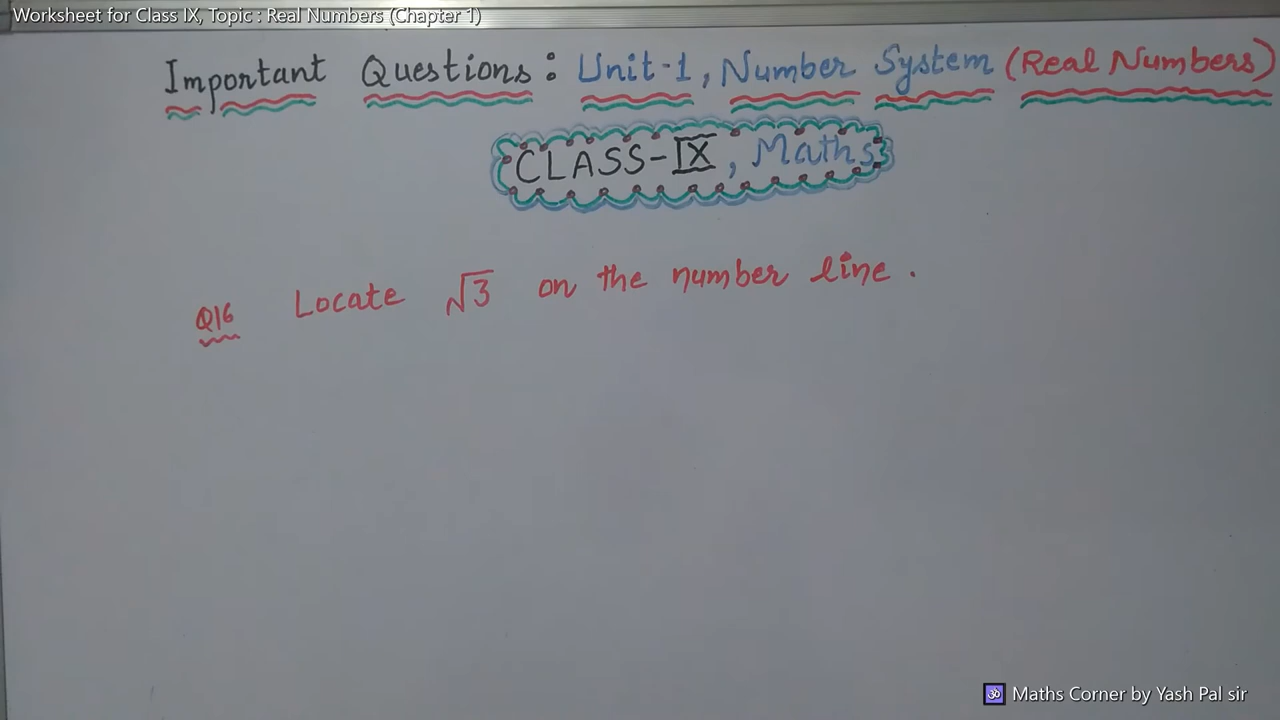 Worksheet for Class IX, Topic : Real Numbers (Chapter 1)
Important Questions : Unit-1, Number System (Real Numbers)
CLASS-IX, Maths
Q16 Locate √3 on the number line.
ॐ Maths Corner by Yash Pal sir